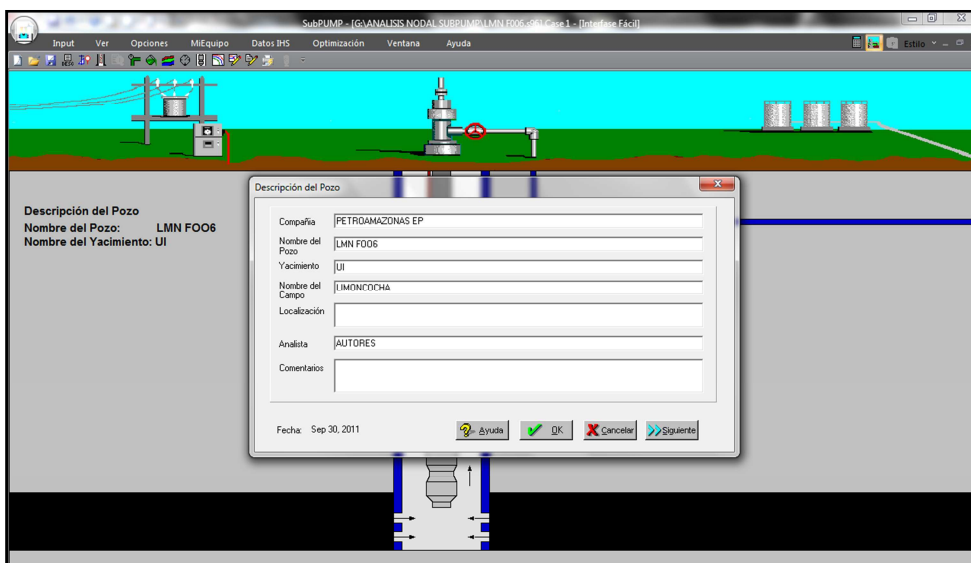 SubPUMP - [G:\ANALISIS NODAL SUBPUMP\LMN F006.s96] Case 1 - [Interfase Fácil]
Input Ver Opciones MiEquipo Datos IHS Optimización Ventana Ayuda
Estilo
Descripción del Pozo
Nombre del Pozo: LMN FOO6
Nombre del Yacimiento: UI
Descripción del Pozo
Compañia PETROAMAZONAS EP
Nombre del Pozo LMN FOO6
Yacimiento UI
Nombre del Campo LIMONCOCHA
Localización
Analista AUTORES
Comentarios
Fecha: Sep 30, 2011
Ayuda OK Cancelar Siguiente